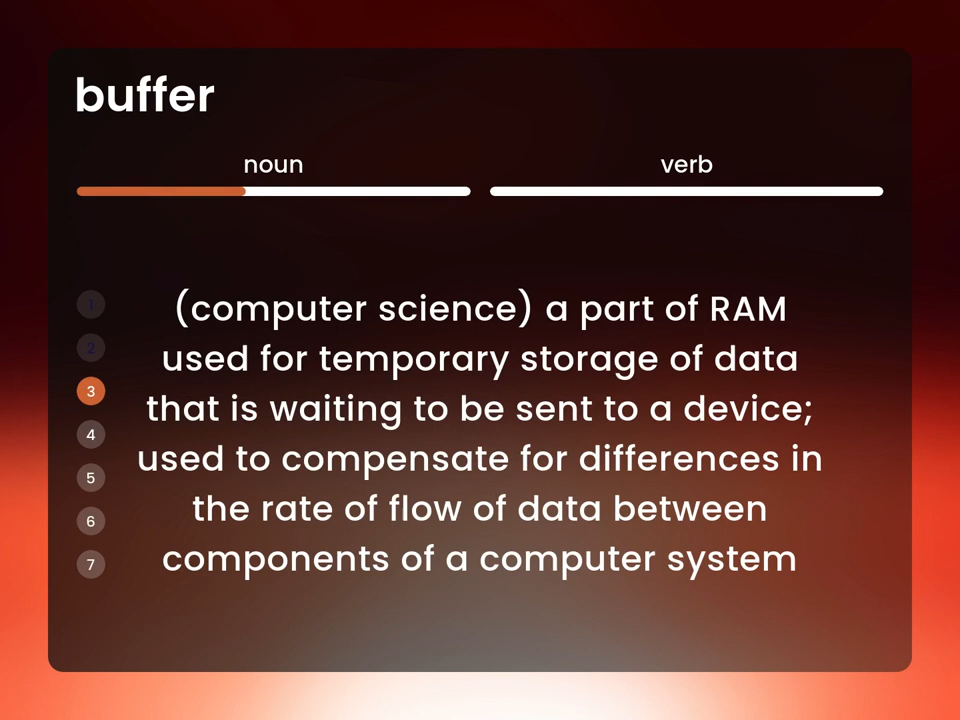 buffer
noun
verb
1
2
3
4
5
6
7
(computer science) a part of RAM
used for temporary storage of data
that is waiting to be sent to a device;
used to compensate for differences in
the rate of flow of data between
components of a computer system